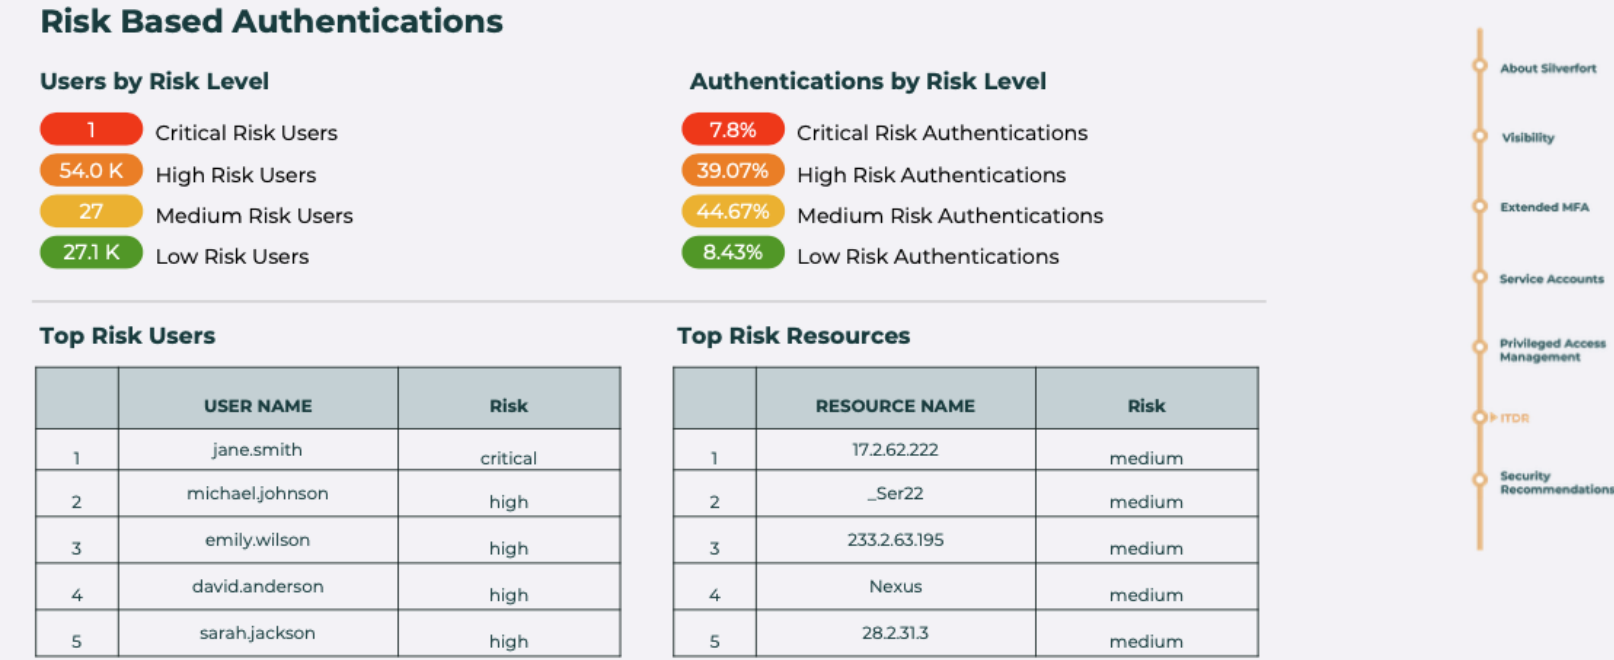 Risk Based Authentications
Users by Risk Level
1 Critical Risk Users
54.0 K High Risk Users
27 Medium Risk Users
27.1 K Low Risk Users
Authentications by Risk Level
7.8% Critical Risk Authentications
39.07% High Risk Authentications
44.67% Medium Risk Authentications
8.43% Low Risk Authentications
Top Risk Users
USER NAME Risk
1 jane.smith critical
2 michael.johnson high
3 emily.wilson high
4 david.anderson high
5 sarah.jackson high
Top Risk Resources
RESOURCE NAME Risk
1 17.2.62.222 medium
2 _Ser22 medium
3 233.2.63.195 medium
4 Nexus medium
5 28.2.31.3 medium
About Silverfort
Visibility
Extended MFA
Service Accounts
Privileged Access
Management
ITDR
Security
Recommendations